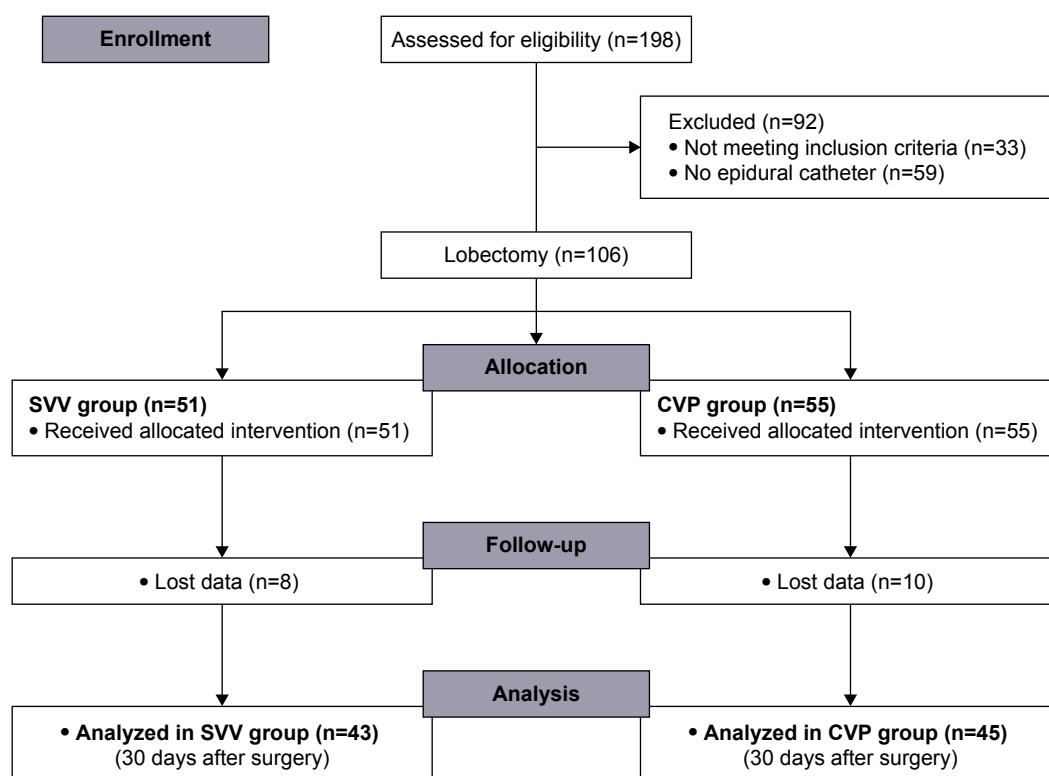 Enrollment
Assessed for eligibility (n=198)
Excluded (n=92)
• Not meeting inclusion criteria (n=33)
• No epidural catheter (n=59)
Lobectomy (n=106)
Allocation
SVV group (n=51)
• Received allocated intervention (n=51)
CVP group (n=55)
• Received allocated intervention (n=55)
Follow-up
• Lost data (n=8)
• Lost data (n=10)
Analysis
• Analyzed in SVV group (n=43)
(30 days after surgery)
• Analyzed in CVP group (n=45)
(30 days after surgery)